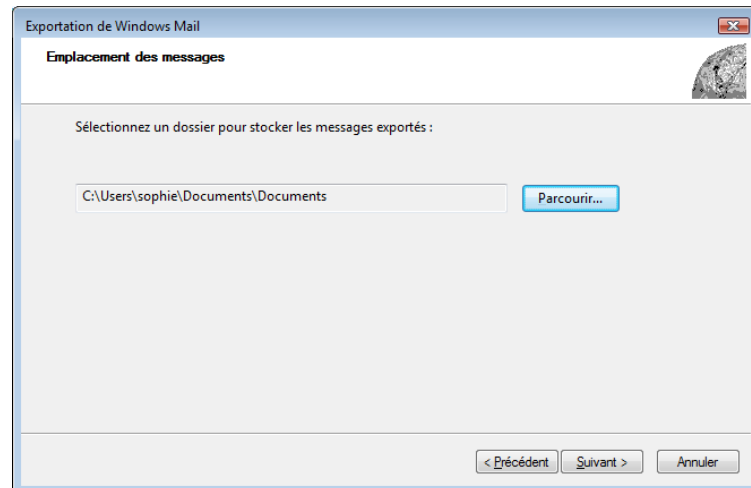 Exportation de Windows Mail
Emplacement des messages
Sélectionnez un dossier pour stocker les messages exportés :
C:\Users\sophie\Documents\Documents
Parcourir...
< Précédent
Suivant >
Annuler